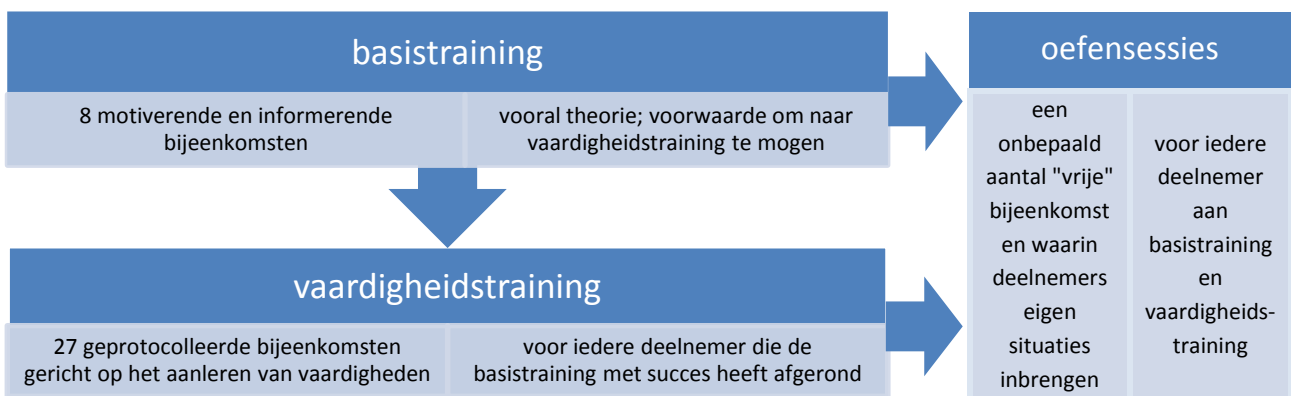 basistraining
8 motiverende en informerende
bijeenkomsten
vooral theorie; voorwaarde om naar
vaardigheidstraining te mogen
vaardigheidstraining
27 geprotocolleerde bijeenkomsten
gericht op het aanleren van vaardigheden
voor iedere deelnemer die de
basistraining met succes heeft afgerond
oefensessies
een
onbepaald
aantal "vrije"
bijeenkomst
en waarin
deelnemers
eigen
situaties
inbrengen
voor iedere
deelnemer
aan
basistraining
en
vaardigheids-
training